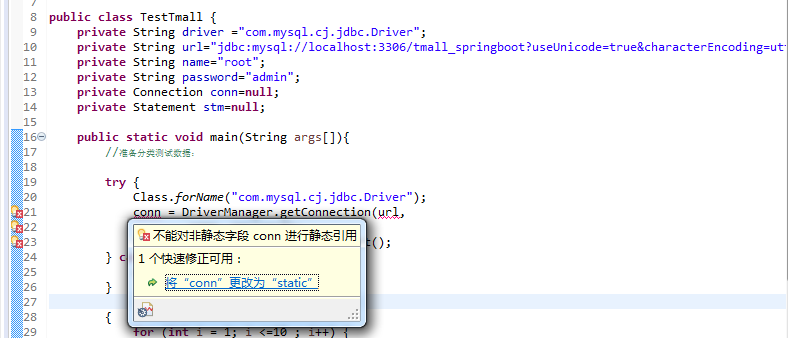 7
8 public class TestTmall {
9 private String driver ="com.mysql.cj.jdbc.Driver";
10 private String url="jdbc:mysql://localhost:3306/tmall_springboot?useUnicode=true&characterEncoding=ut
11 private String name="root";
12 private String password="admin";
13 private Connection conn=null;
14 private Statement stm=null;
15
16 public static void main(String args[]){
17 //准备分类测试数据:
18
19 try {
20 Class.forName("com.mysql.cj.jdbc.Driver");
21 conn = DriverManager.getConnection(url,
22
23 t();
24 } c
25
26 }
27
28 {
29 for (int i = 1; i <=10 ; i++) {
不能对非静态字段 conn 进行静态引用
1 个快速修正可用：
将“conn”更改为“static”